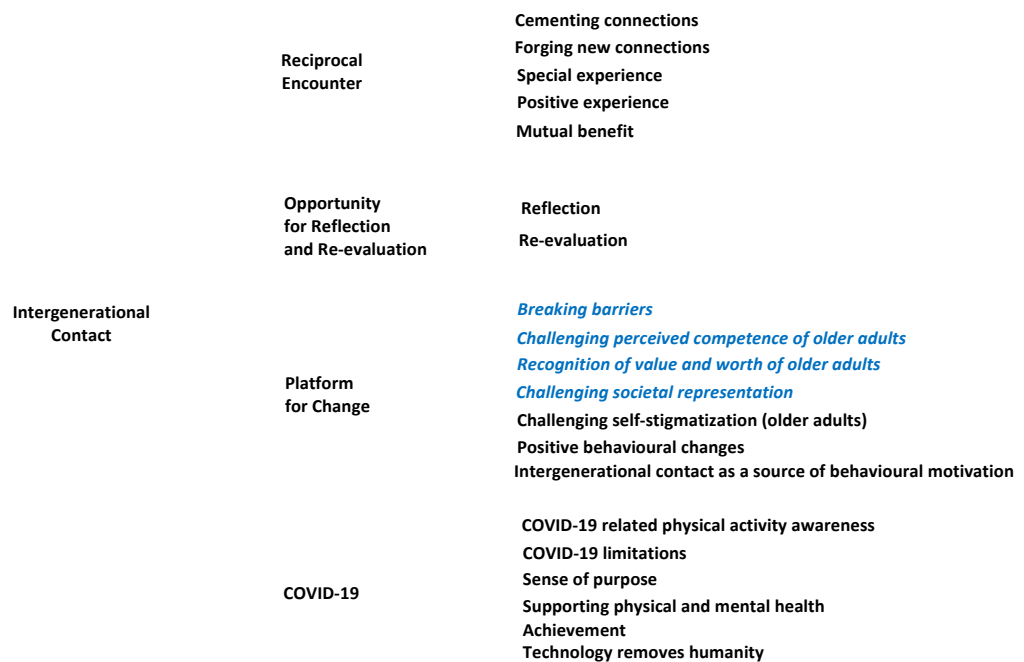 Intergenerational
Contact
Reciprocal
Encounter
Cementing connections
Forging new connections
Special experience
Positive experience
Mutual benefit
Opportunity
for Reflection
and Re-evaluation
Reflection
Re-evaluation
Platform
for Change
Breaking barriers
Challenging perceived competence of older adults
Recognition of value and worth of older adults
Challenging societal representation
Challenging self-stigmatization (older adults)
Positive behavioural changes
Intergenerational contact as a source of behavioural motivation
COVID-19
COVID-19 related physical activity awareness
COVID-19 limitations
Sense of purpose
Supporting physical and mental health
Achievement
Technology removes humanity